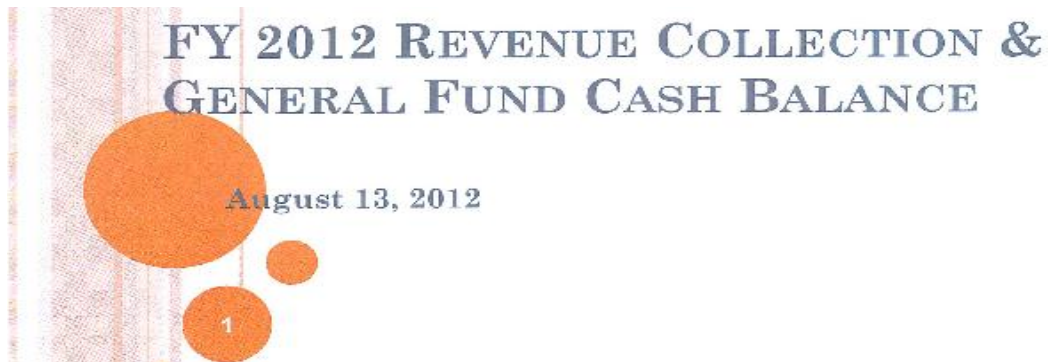 FY 2012 REVENUE COLLECTION &
GENERAL FUND CASH BALANCE
August 13, 2012
1